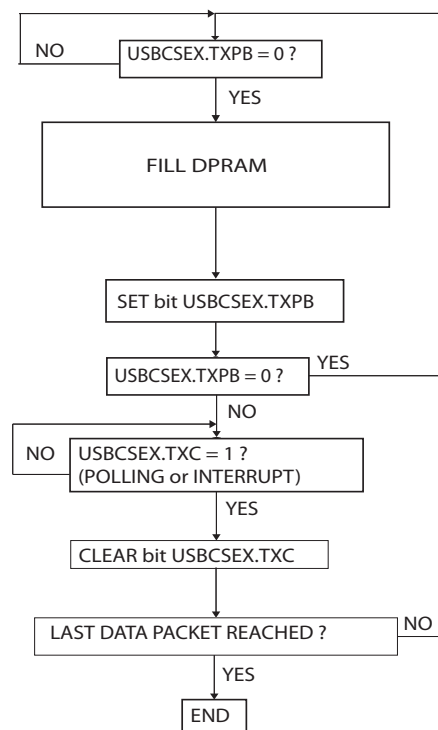 NO
USBCSEX.TXPB = 0 ?
YES
FILL DPRAM
SET bit USBCSEX.TXPB
USBCSEX.TXPB = 0 ?
YES
NO
NO
USBCSEX.TXC = 1 ?
(POLLING or INTERRUPT)
YES
CLEAR bit USBCSEX.TXC
LAST DATA PACKET REACHED ?
NO
YES
END